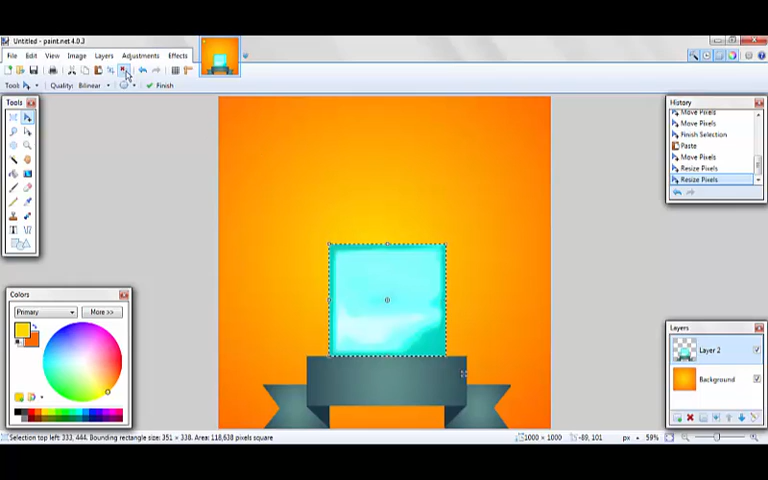 Untitled - paint.net 4.0.3
File Edit View Image Layers Adjustments Effects
Tool: Quality: Bilinear Finish
Tools
History
Move Pixels
Move Pixels
Finish Selection
Paste
Move Pixels
Resize Pixels
Resize Pixels
Colors
Primary More >>
Layers
Layer 2
Background
Selection top left: 333, 444. Bounding rectangle size: 351 × 338. Area: 118,638 pixels square
1000 × 1000 -89, 101 px 59%